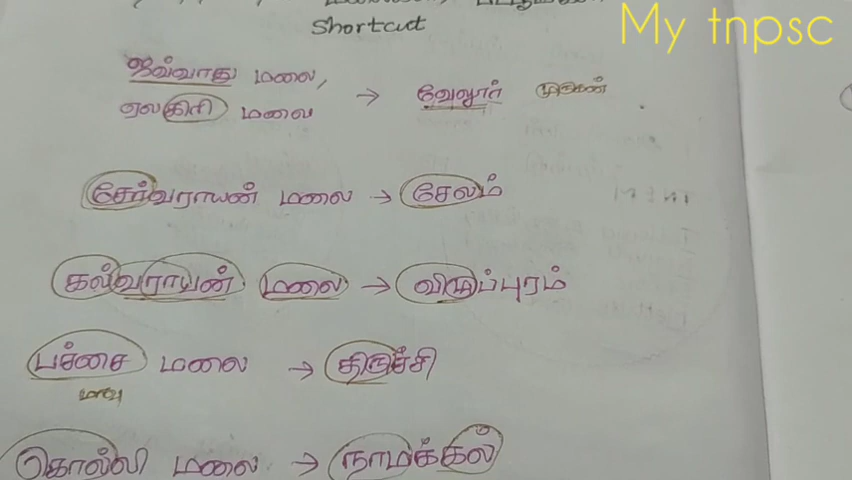 Shortcut
My tnpsc
ஜவ்வாது மலை,
ஏலகிரி மலை → வேலூர் முருகன்
சேர்வராயன் மலை → சேலம்
கல்வராயன் மலை → விழுப்புரம்
பச்சை மலை → திருச்சி
மாவு
கொல்லி மலை → நாமக்கல்